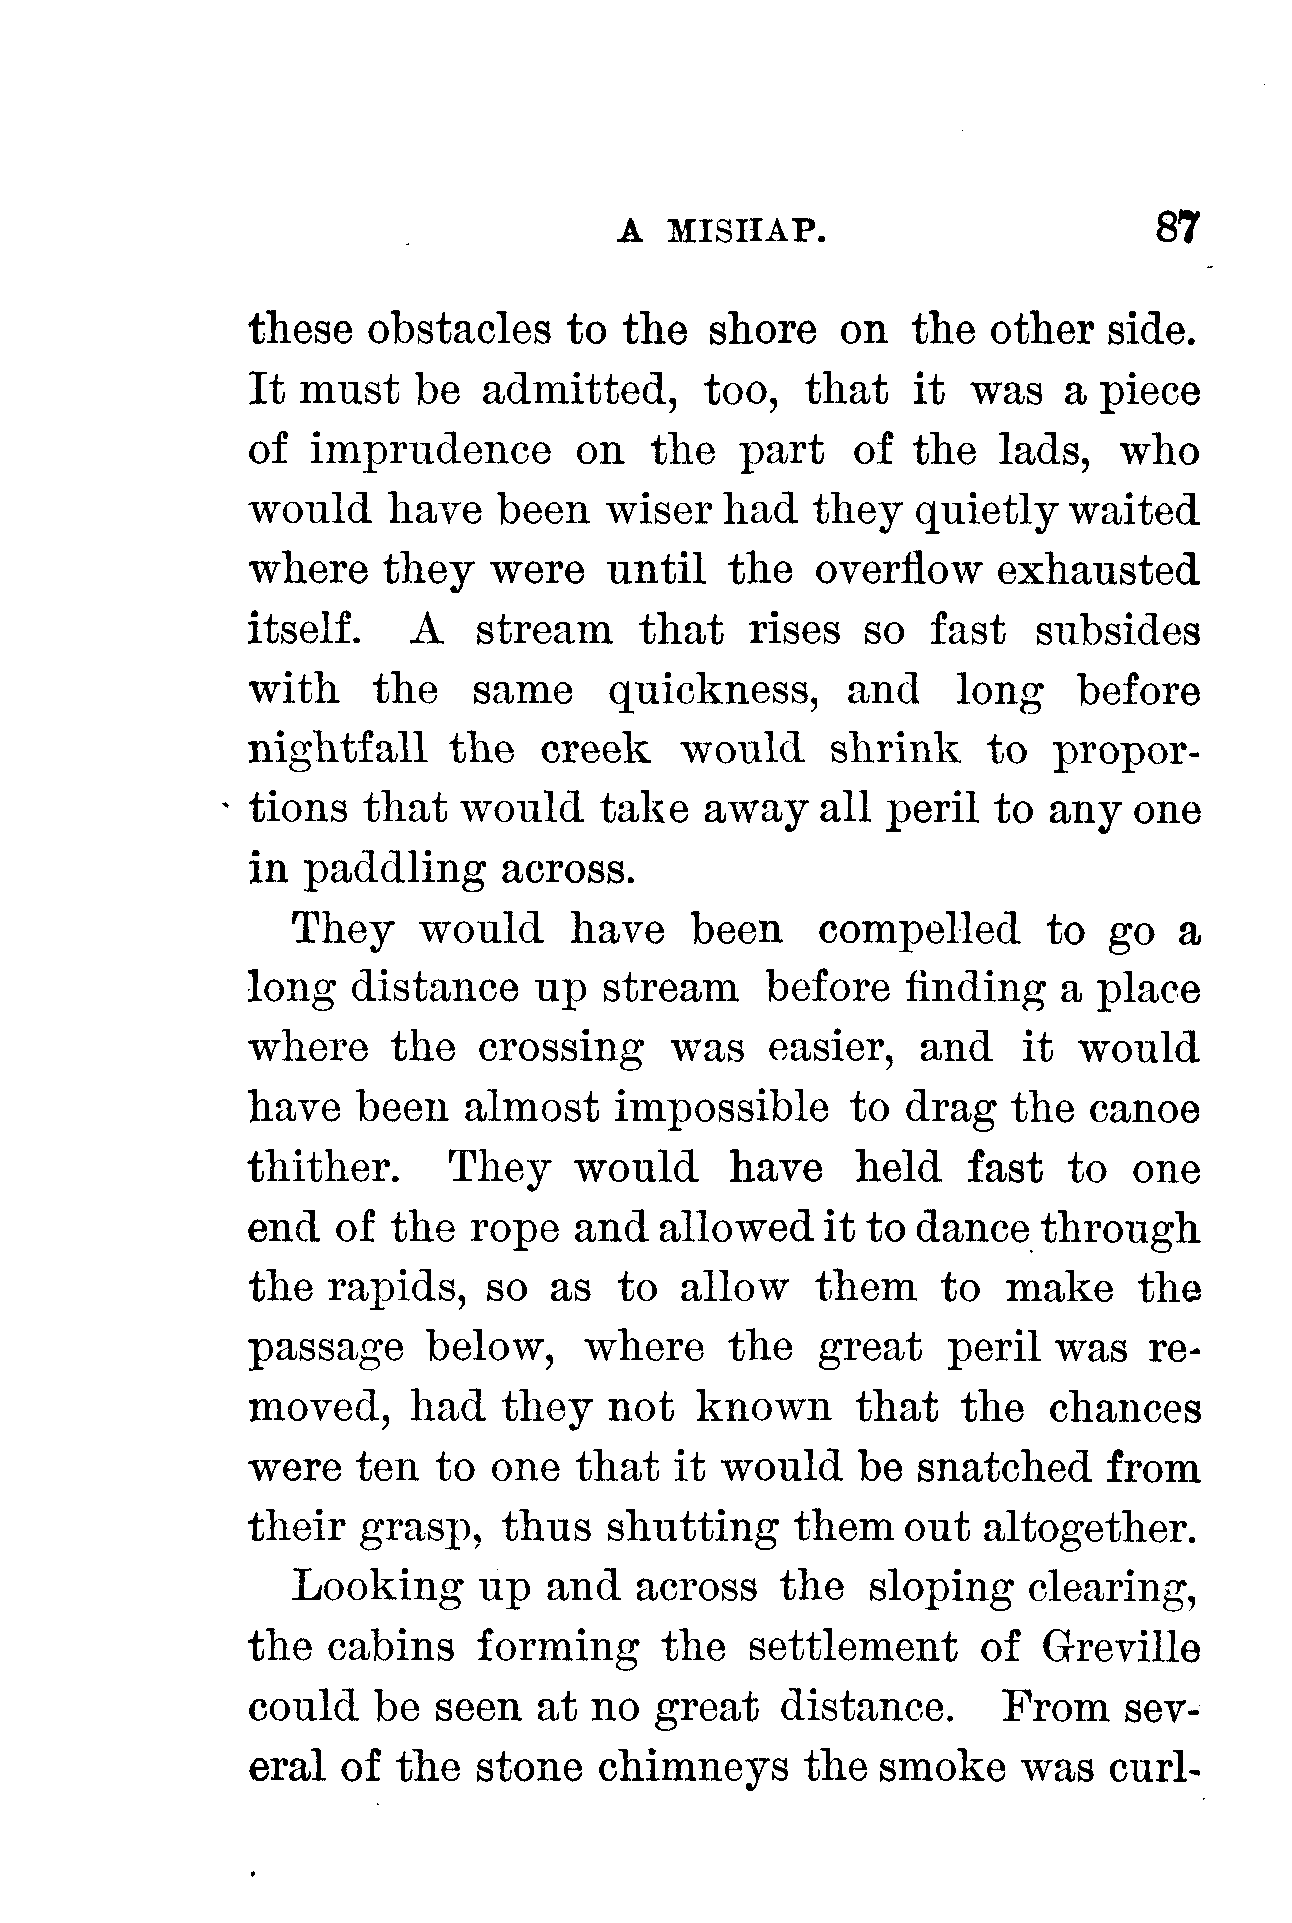 A MISHAP. 87
these obstacles to the shore on the other side.
It must be admitted, too, that it was a piece
of imprudence on the part of the lads, who
would have been wiser had they quietly waited
where they were until the overflow exhausted
itself. A stream that rises so fast subsides
with the same quickness, and long before
nightfall the creek would shrink to propor-
tions that would take away all peril to any one
in paddling across.
They would have been compelled to go a
long distance up stream before finding a place
where the crossing was easier, and it would
have been almost impossible to drag the canoe
thither. They would have held fast to one
end of the rope and allowed it to dance through
the rapids, so as to allow them to make the
passage below, where the great peril was re-
moved, had they not known that the chances
were ten to one that it would be snatched from
their grasp, thus shutting them out altogether.
Looking up and across the sloping clearing,
the cabins forming the settlement of Greville
could be seen at no great distance. From sev-
eral of the stone chimneys the smoke was curl-